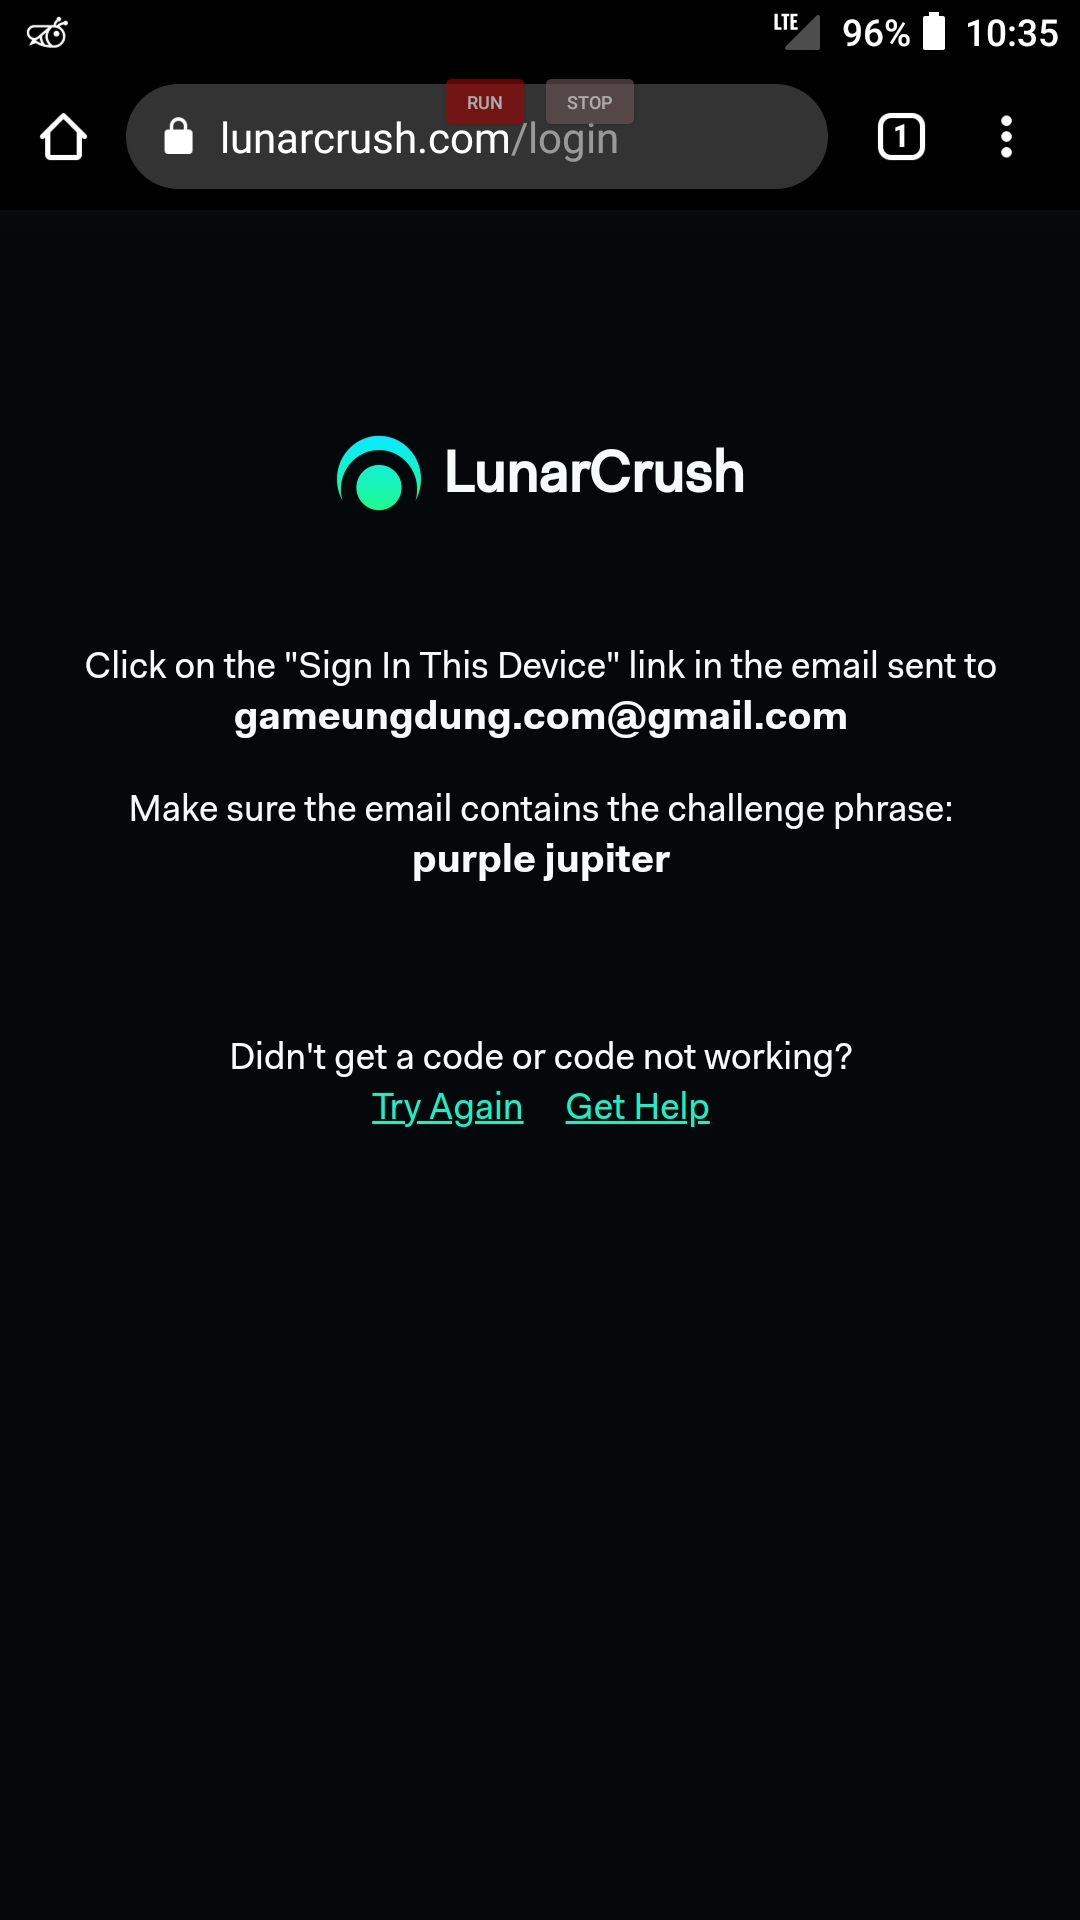 LTE 96% 10:35
RUN STOP
lunarcrush.com/login 1
LunarCrush
Click on the "Sign In This Device" link in the email sent to
gameungdung.com@gmail.com
Make sure the email contains the challenge phrase:
purple jupiter
Didn't get a code or code not working?
Try Again Get Help